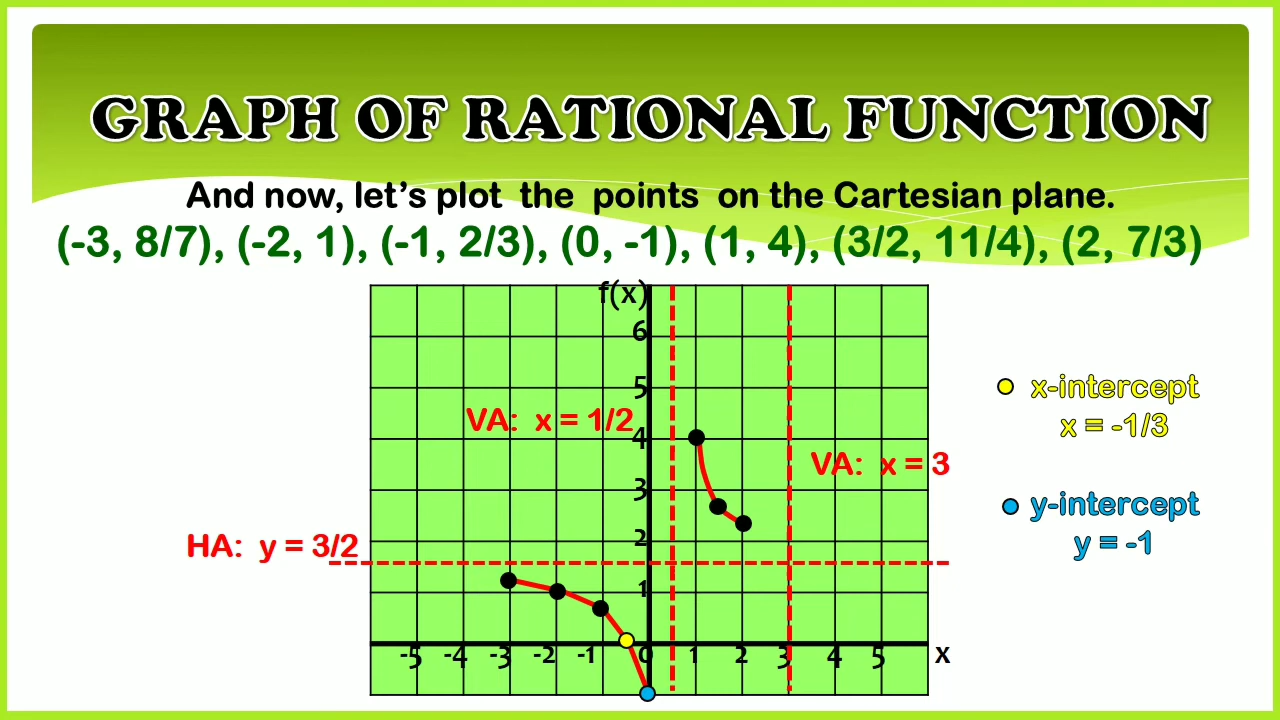 GRAPH OF RATIONAL FUNCTION
And now, let's plot the points on the Cartesian plane.
(-3, 8/7), (-2, 1), (-1, 2/3), (0, -1), (1, 4), (3/2, 11/4), (2, 7/3)
f(x)
6
5
x-intercept
VA: x = 1/2
x = -1/3
4
VA: x = 3
3
y-intercept
2
y = -1
HA: y = 3/2
1
-5 -4 -3 -2 -1 0 1 2 3 4 5 x